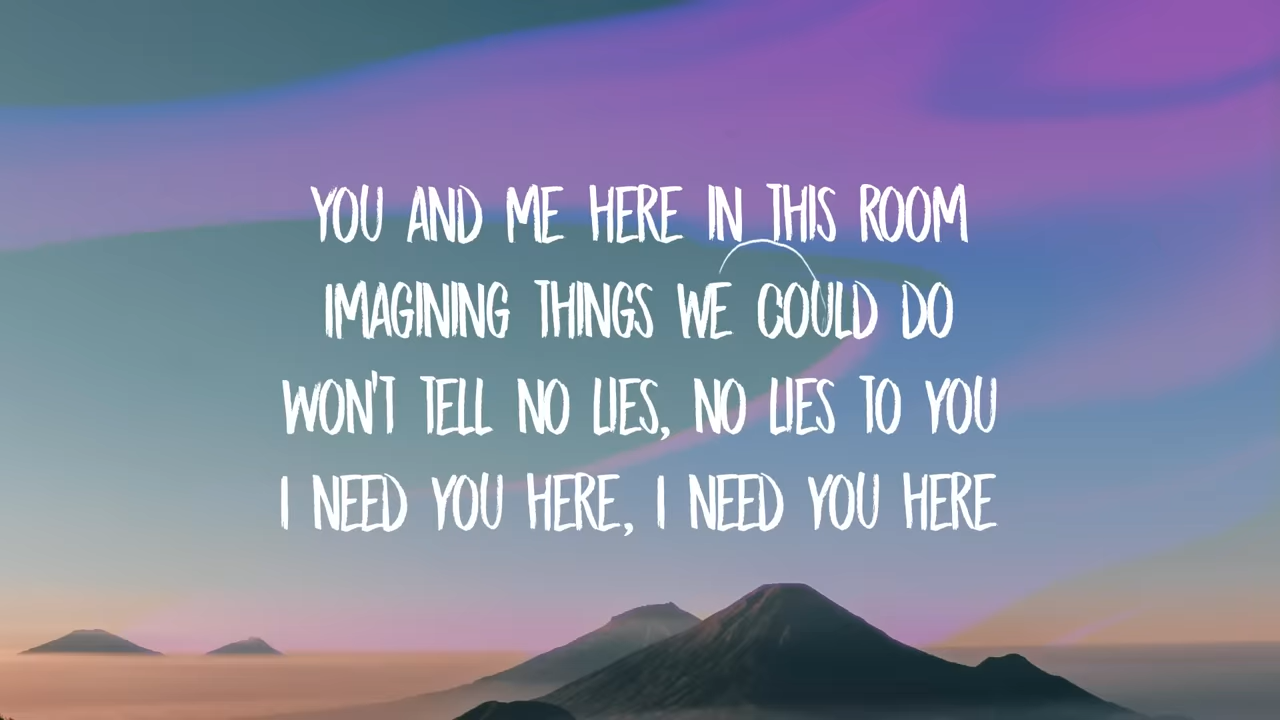 YOU AND ME HERE IN THIS ROOM
IMAGINING THINGS WE COULD DO
WON'T TELL NO LIES, NO LIES TO YOU
I NEED YOU HERE, I NEED YOU HERE